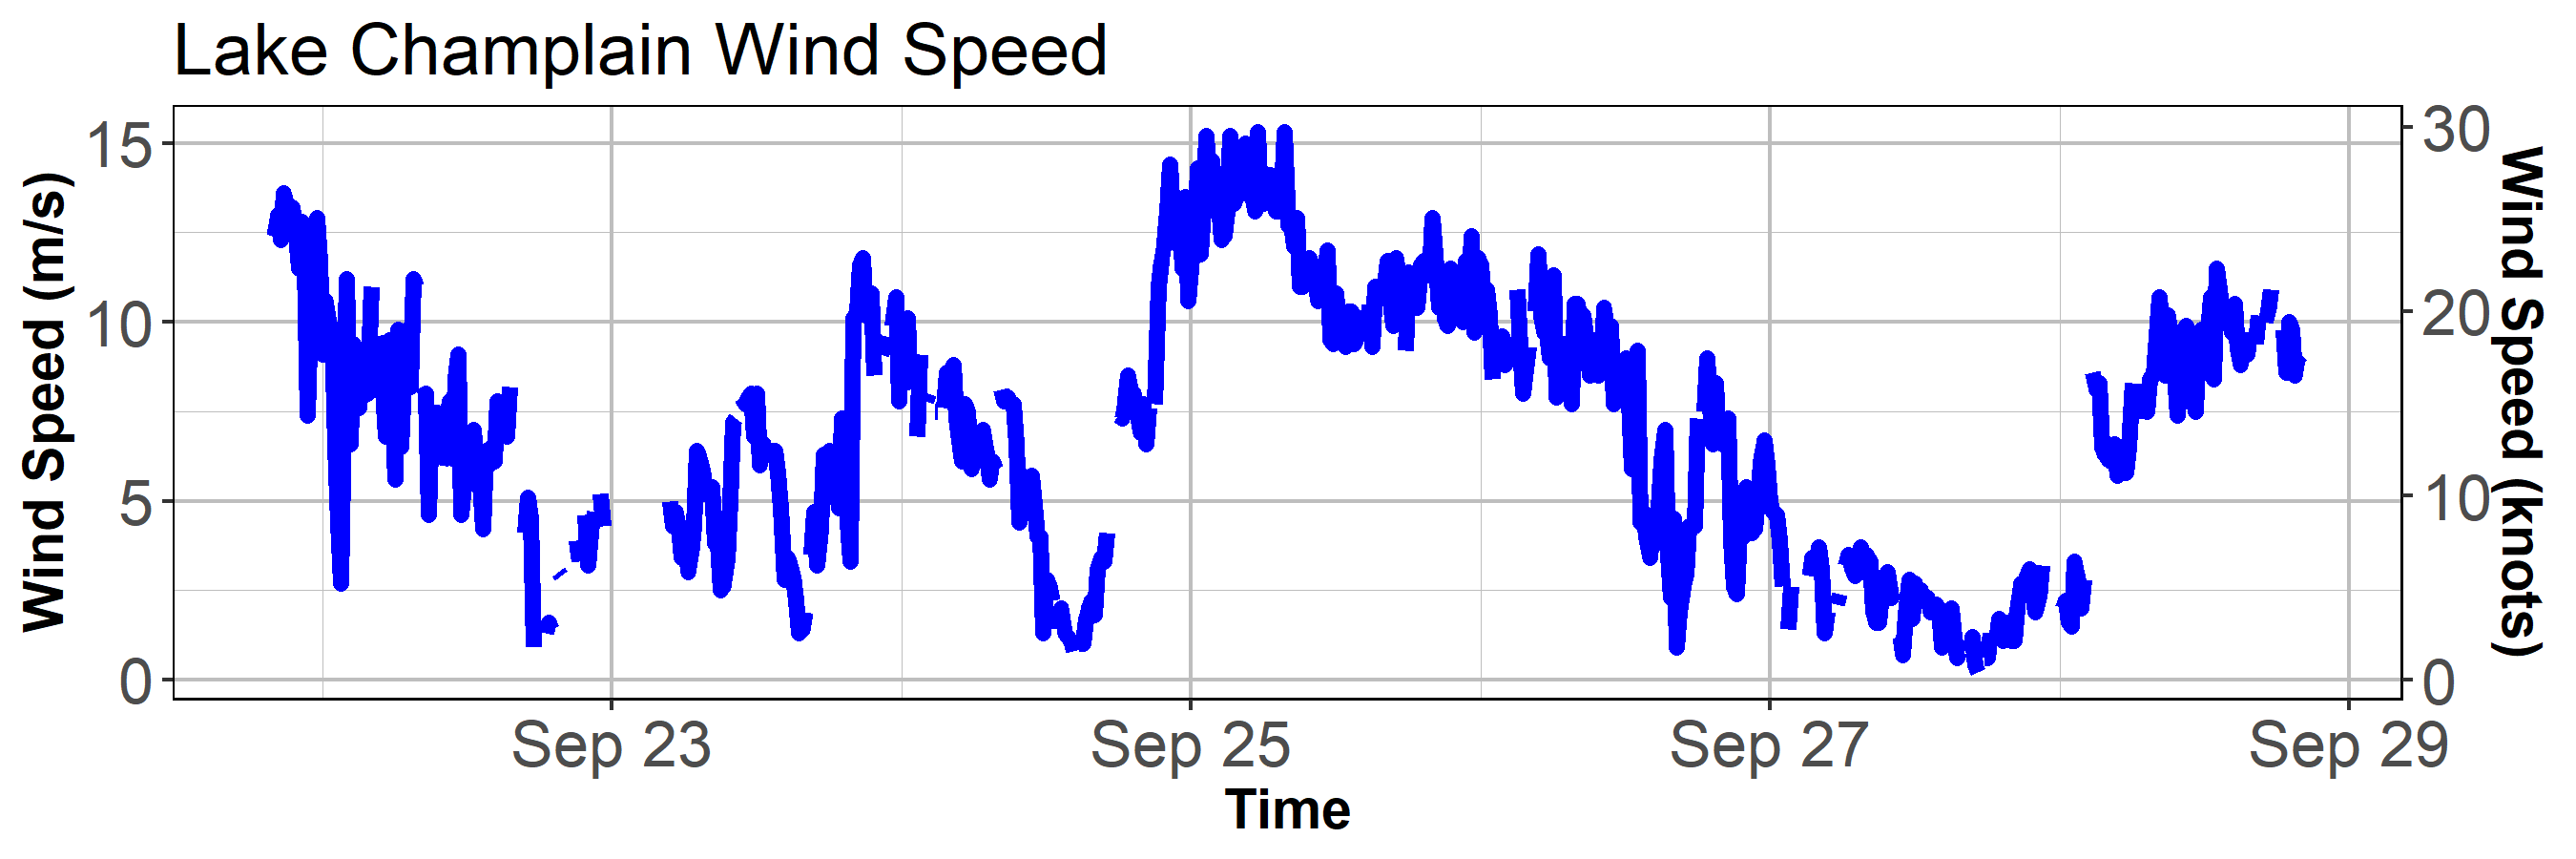 Lake Champlain Wind Speed
Wind Speed (m/s)
15
10
5
0
30
20
10
0
Wind Speed (knots)
Sep 23
Sep 25
Sep 27
Sep 29
Time